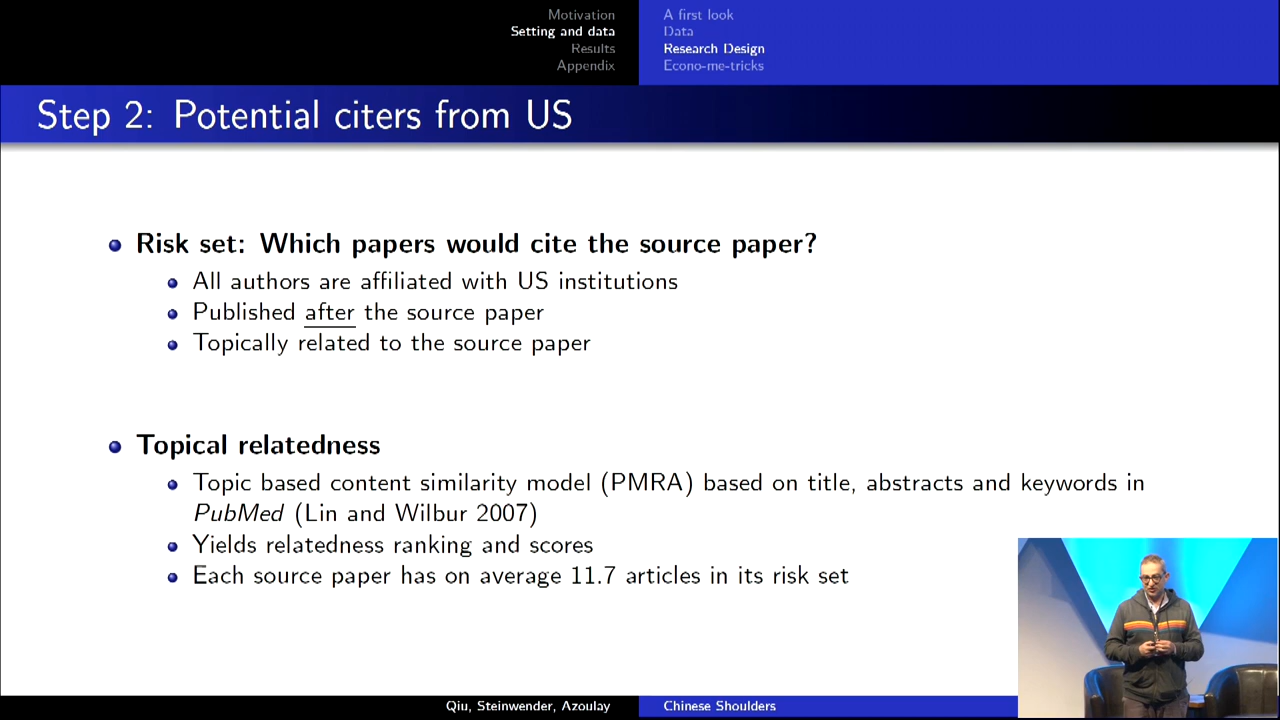 Motivation
Setting and data
Results
Appendix
A first look
Data
Research Design
Econo-me-tricks
Step 2: Potential citers from US
Risk set: Which papers would cite the source paper?
All authors are affiliated with US institutions
Published after the source paper
Topically related to the source paper
Topical relatedness
Topic based content similarity model (PMRA) based on title, abstracts and keywords in
PubMed (Lin and Wilbur 2007)
Yields relatedness ranking and scores
Each source paper has on average 11.7 articles in its risk set
Qiu, Steinwender, Azoulay
Chinese Shoulders